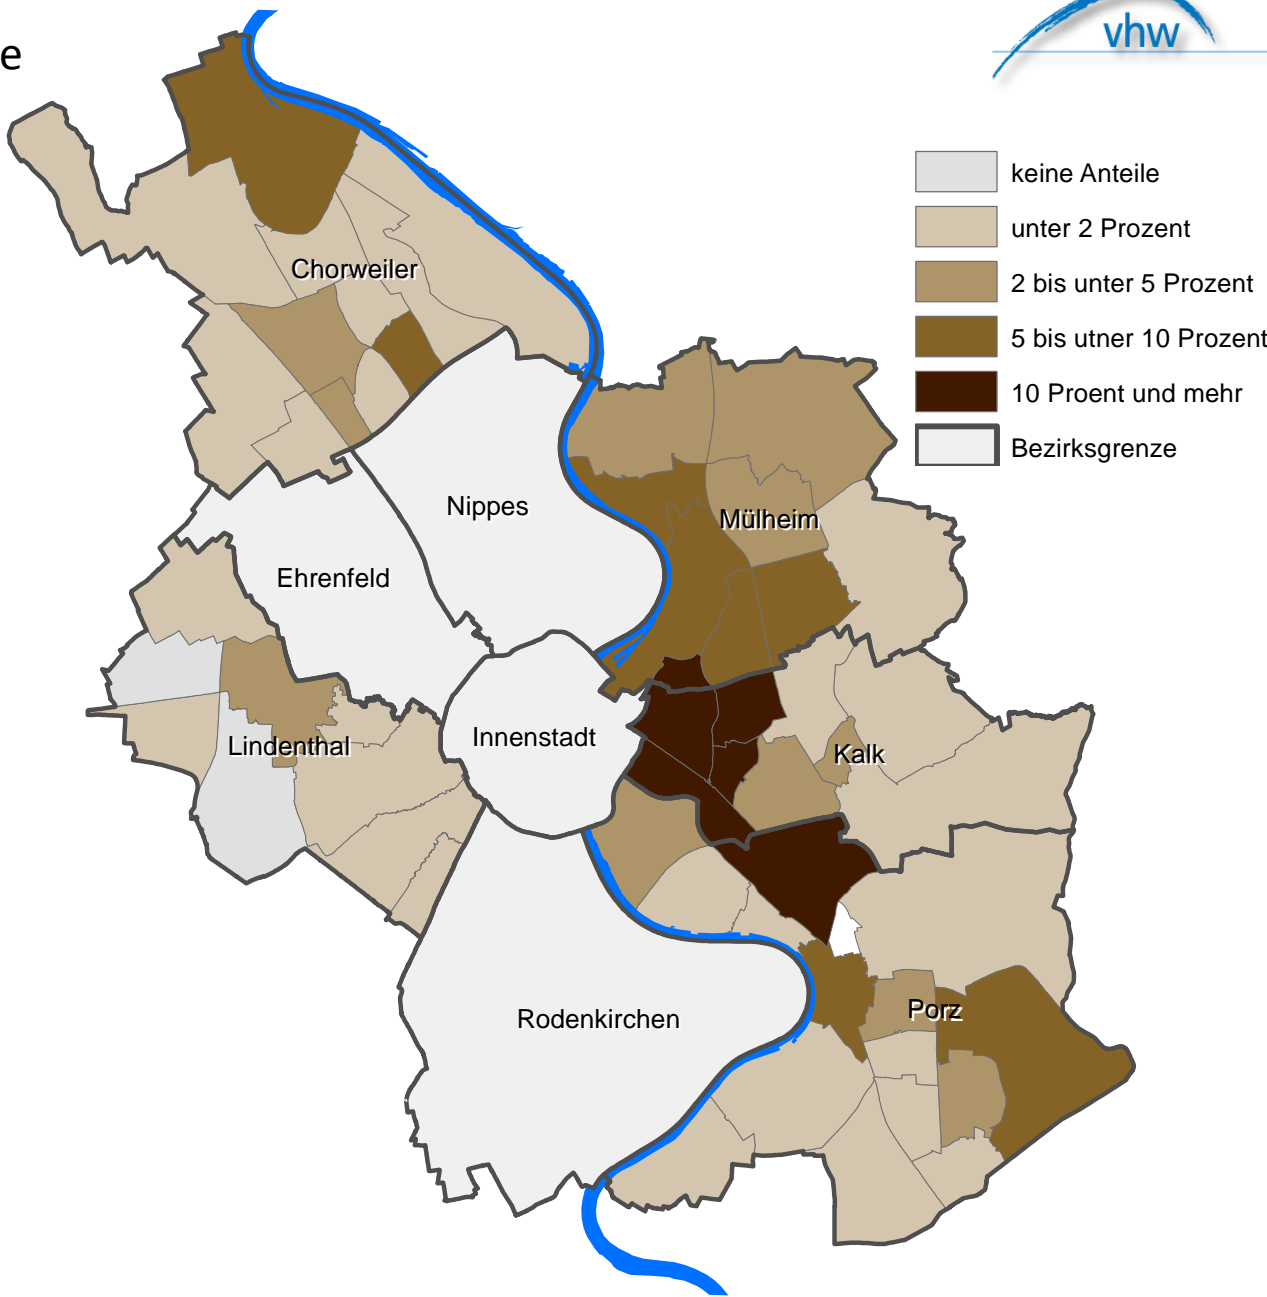 e
vhw
keine Anteile
unter 2 Prozent
2 bis unter 5 Prozent
5 bis utner 10 Prozent
10 Proent und mehr
Bezirksgrenze
Chorweiler
Nippes
Mülheim
Ehrenfeld
Lindenthal
Innenstadt
Kalk
Porz
Rodenkirchen